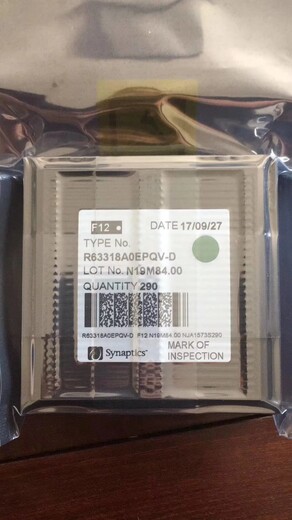 F12 ● DATE 17/09/27
TYPE No.
R63318A0EPQV-D
LOT No. N19M84.00
QUANTITY 290
R63318A0EPQV-D F12 N19M84.00 NJA1573S290
Synaptics MARK OF
INSPECTION